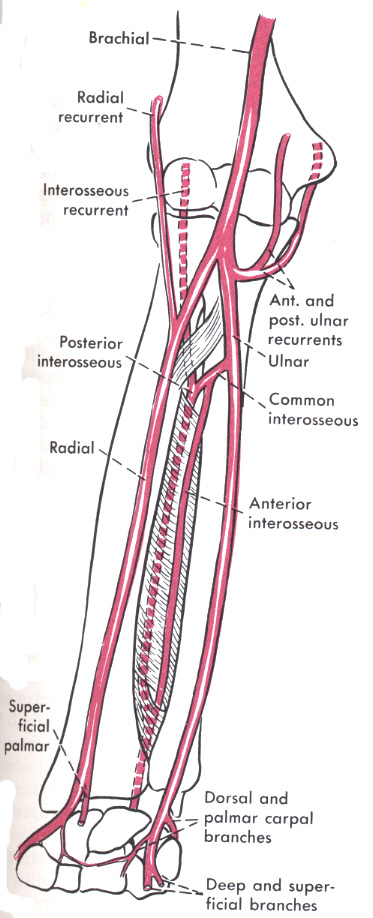 Brachial
Radial
recurrent
Interosseous
recurrent
Ant. and
post. ulnar
recurrents
Posterior
interosseous
Ulnar
Common
interosseous
Radial
Anterior
interosseous
Super-
ficial
palmar
Dorsal and
palmar carpal
branches
Deep and super-
ficial branches